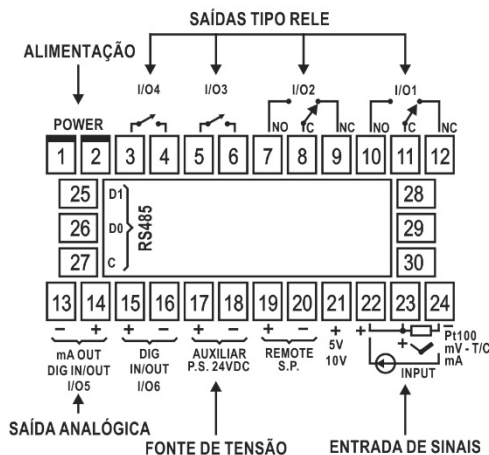 SAÍDAS TIPO RELE
ALIMENTAÇÃO
I/O4 I/O3 I/O2 I/O1
POWER NO C NC NO C NC
1 2 3 4 5 6 7 8 9 10 11 12
25 D1 28
26 D0 RS485 29
27 C 30
13 14 15 16 17 18 19 20 21 22 23 24
− + + − + − + − + + −
mA OUT DIG AUXILIAR REMOTE 5V + Pt100
DIG IN/OUT IN/OUT P.S. 24VDC S.P. 10V mV - T/C
I/O5 I/O6 INPUT mA
SAÍDA ANALÓGICA
FONTE DE TENSÃO
ENTRADA DE SINAIS